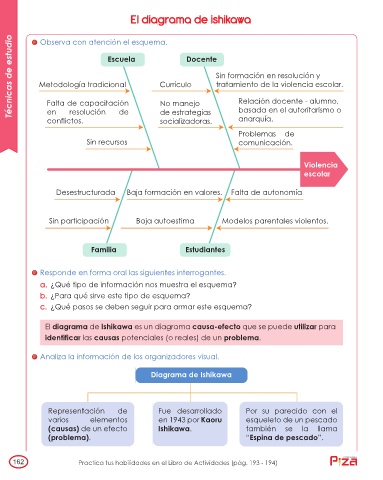 El diagrama de ishikawa
Técnicas de estudio
Observa con atención el esquema.
Escuela Docente
Metodología tradicional Currículo
Sin formación en resolución y
tratamiento de la violencia escolar.
Falta de capacitación
en resolución de
conflictos.
No manejo
de estrategias
socializadoras.
Relación docente - alumno,
basada en el autoritarismo o
anarquía.
Sin recursos
Problemas de
comunicación.
Violencia
escolar
Desestructurada Baja formación en valores. Falta de autonomía
Sin participación Baja autoestima Modelos parentales violentos.
Familia Estudiantes
Responde en forma oral las siguientes interrogantes.
a. ¿Qué tipo de información nos muestra el esquema?
b. ¿Para qué sirve este tipo de esquema?
c. ¿Qué pasos se deben seguir para armar este esquema?
El diagrama de Ishikawa es un diagrama causa-efecto que se puede utilizar para
identificar las causas potenciales (o reales) de un problema.
Analiza la información de los organizadores visual.
Diagrama de Ishikawa
Representación de
varios elementos
(causas) de un efecto
(problema).
Fue desarrollado
en 1943 por Kaoru
Ishikawa.
Por su parecido con el
esqueleto de un pescado
también se la llama
"Espina de pescado".
162
Practica tus habilidades en el Libro de Actividades (pág. 193 - 194)